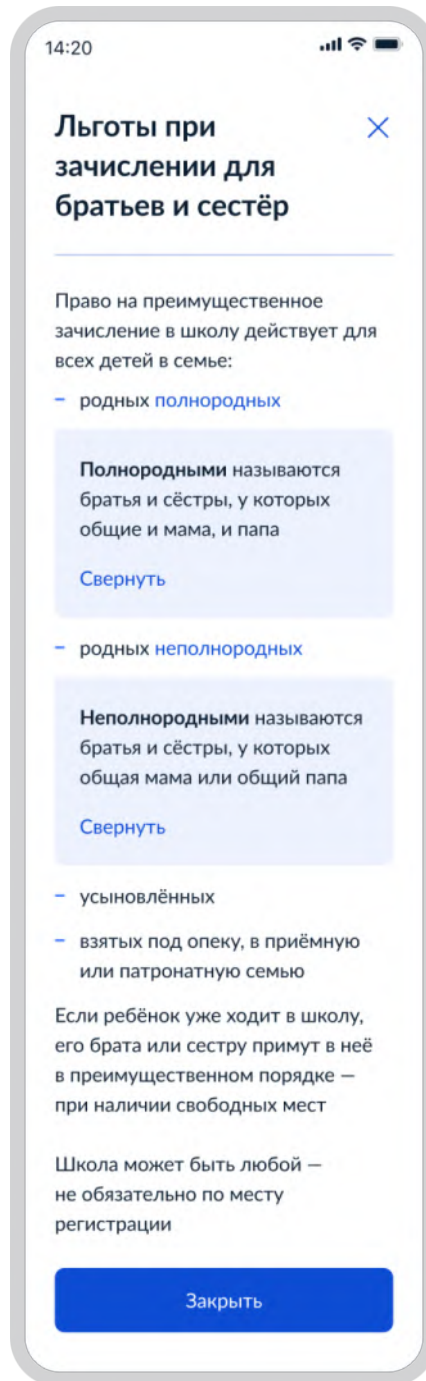 14:20
Льготы при
зачислении для
братьев и сестёр
Право на преимущественное
зачисление в школу действует для
всех детей в семье:
– родных полнородных
Полнородными называются
братья и сёстры, у которых
общие и мама, и папа
Свернуть
– родных неполнородных
Неполнородными называются
братья и сёстры, у которых
общая мама или общий папа
Свернуть
– усыновлённых
– взятых под опеку, в приёмную
или патронатную семью
Если ребёнок уже ходит в школу,
его брата или сестру примут в неё
в преимущественном порядке —
при наличии свободных мест
Школа может быть любой —
не обязательно по месту
регистрации
Закрыть